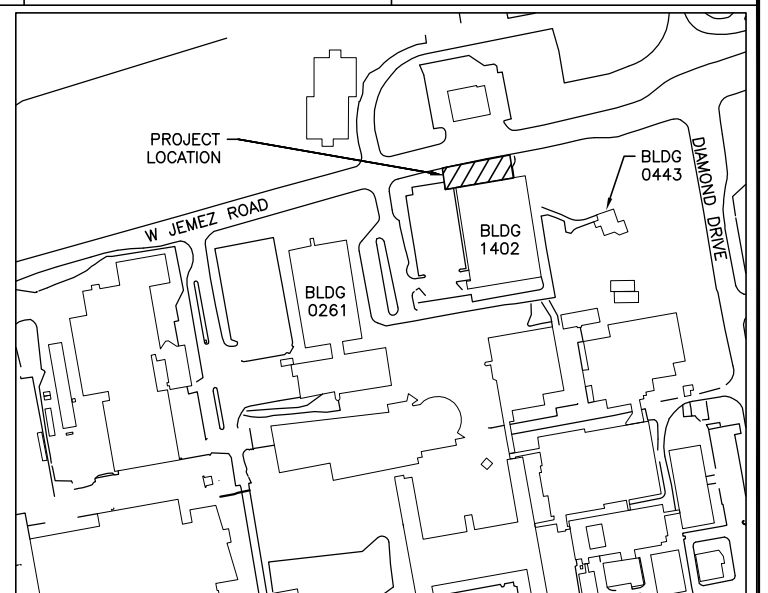 PROJECT
LOCATION
BLDG
0443
DIAMOND DRIVE
W JEMEZ ROAD
BLDG
1402
BLDG
0261